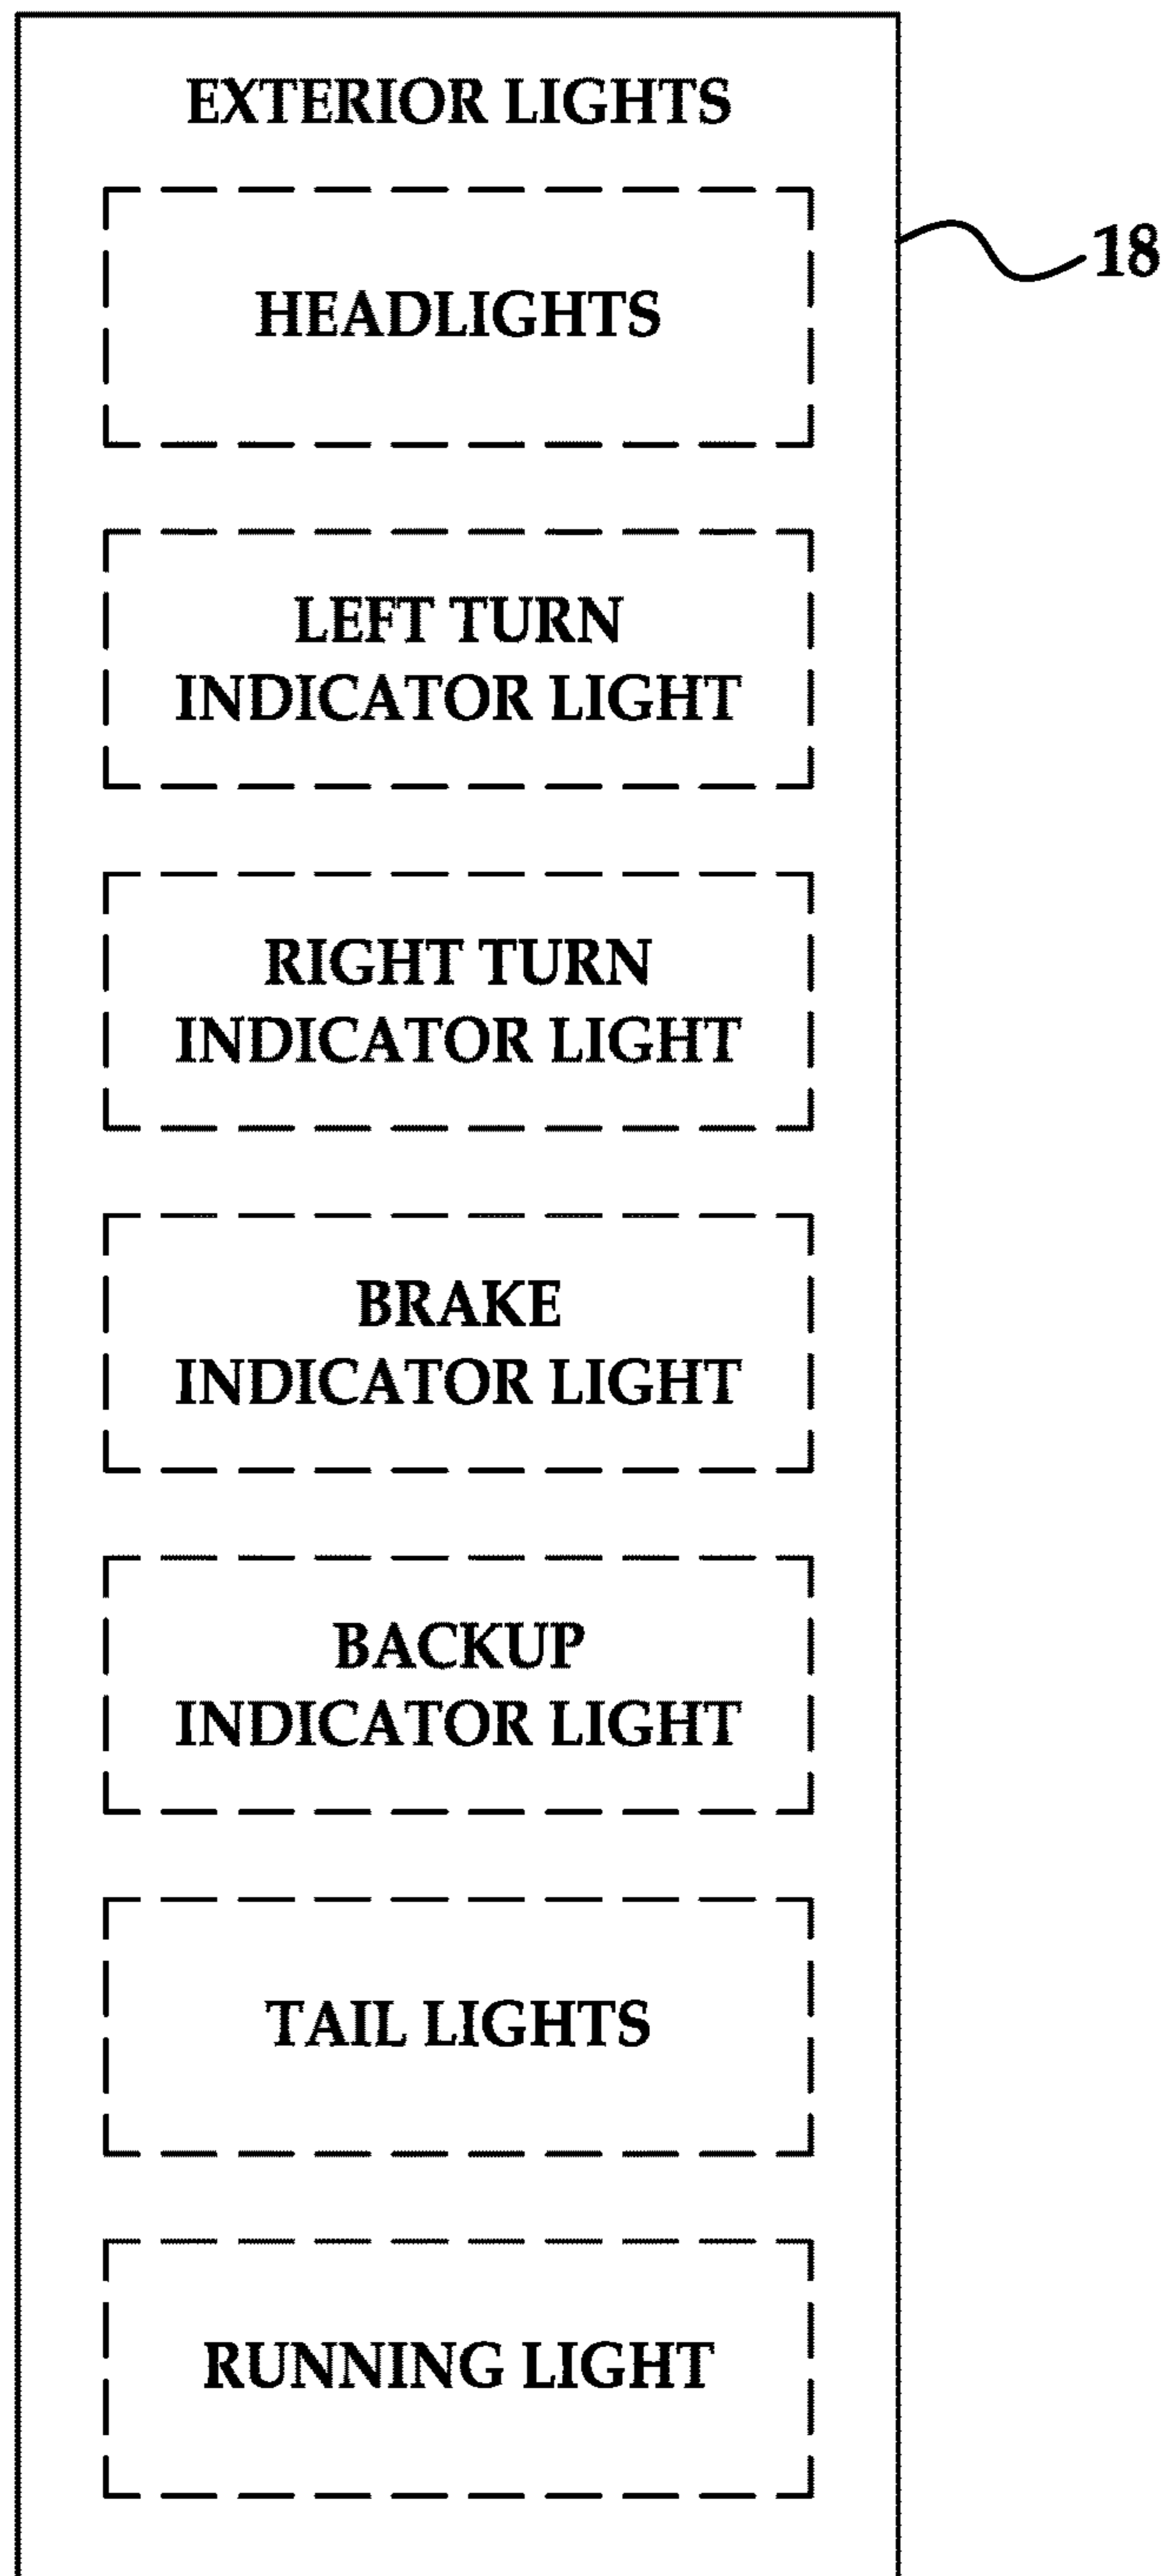 EXTERIOR LIGHTS
HEADLIGHTS
18
LEFT TURN
INDICATOR LIGHT
RIGHT TURN
INDICATOR LIGHT
BRAKE
INDICATOR LIGHT
BACKUP
INDICATOR LIGHT
TAIL LIGHTS
RUNNING LIGHT